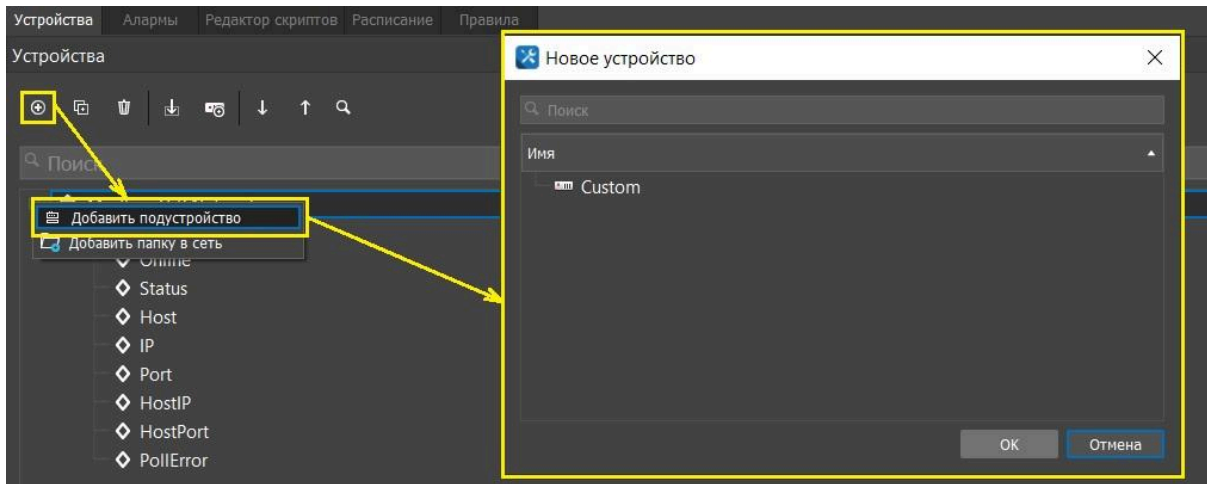 Устройства Алармы Редактор скриптов Расписание Правила
Устройства
Поиск
Добавить подустройство
Добавить папку в сеть
Online
Status
Host
IP
Port
HostIP
HostPort
PollError
Новое устройство
Поиск
Имя
Custom
OK Отмена